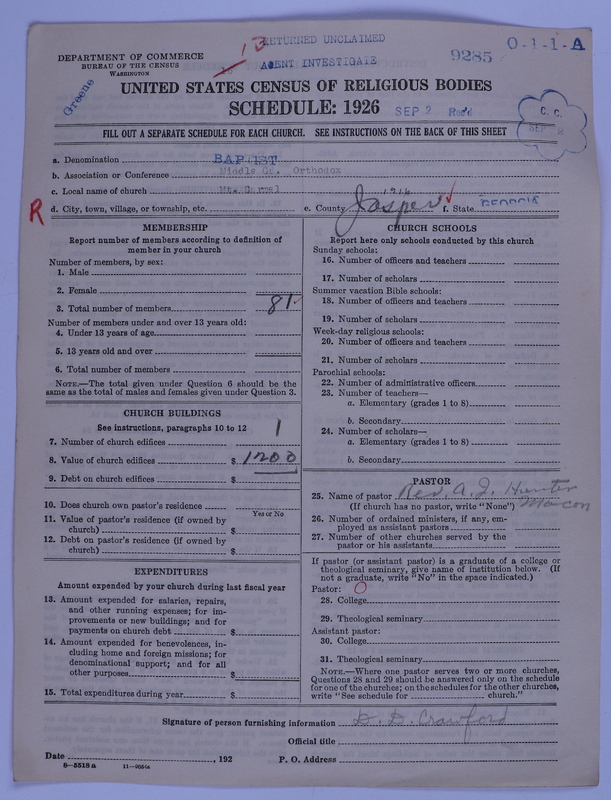 13 RETURNED UNCLAIMED
DEPARTMENT OF COMMERCE
BUREAU OF THE CENSUS
WASHINGTON
AGENT INVESTIGATE
9285 0-1-1-A
Greene
UNITED STATES CENSUS OF RELIGIOUS BODIES
SCHEDULE: 1926 SEP 2 Rec'd
C. C.
SEP 2
FILL OUT A SEPARATE SCHEDULE FOR EACH CHURCH. SEE INSTRUCTIONS ON THE BACK OF THIS SHEET
a. Denomination BAPTIST
b. Association or Conference Middle Ga. Orthodox
c. Local name of church Mt. Carmel
R d. City, town, village, or township, etc. e. County Jasper f. State GEORGIA
MEMBERSHIP
Report number of members according to definition of
member in your church
Number of members, by sex:
1. Male
2. Female
3. Total number of members 81
Number of members under and over 13 years old:
4. Under 13 years of age
5. 13 years old and over
6. Total number of members
NOTE.—The total given under Question 6 should be the
same as the total of males and females given under Question 3.
CHURCH BUILDINGS
See instructions, paragraphs 10 to 12
7. Number of church edifices 1
8. Value of church edifices $ 1200
9. Debt on church edifices $
10. Does church own pastor's residence
Yes or No
11. Value of pastor's residence (if owned by
church) $
12. Debt on pastor's residence (if owned by
church) $
EXPENDITURES
Amount expended by your church during last fiscal year
13. Amount expended for salaries, repairs,
and other running expenses; for im-
provements or new buildings; and for
payments on church debt $
14. Amount expended for benevolences, in-
cluding home and foreign missions; for
denominational support; and for all
other purposes $
15. Total expenditures during year $
CHURCH SCHOOLS
Report here only schools conducted by this church
Sunday schools:
16. Number of officers and teachers
17. Number of scholars
Summer vacation Bible schools:
18. Number of officers and teachers
19. Number of scholars
Week-day religious schools:
20. Number of officers and teachers
21. Number of scholars
Parochial schools:
22. Number of administrative officers
23. Number of teachers—
a. Elementary (grades 1 to 8)
b. Secondary
24. Number of scholars—
a. Elementary (grades 1 to 8)
b. Secondary
PASTOR
25. Name of pastor Rev. A. J. Hunter
(If church has no pastor, write "None") Macon
26. Number of ordained ministers, if any, em-
ployed as assistant pastors
27. Number of other churches served by the
pastor or his assistants
If pastor (or assistant pastor) is a graduate of a college or
theological seminary, give name of institution below. (If
not a graduate, write "No" in the space indicated.)
Pastor: O
28. College
29. Theological seminary
Assistant pastor:
30. College
31. Theological seminary
NOTE.—Where one pastor serves two or more churches,
Questions 28 and 29 should be answered only on the schedule
for one of the churches; on the schedules for the other churches,
write "See schedule for church."
Signature of person furnishing information D. D. Crawford
Official title
Date , 192 P. O. Address
8—5518a 11—9554a